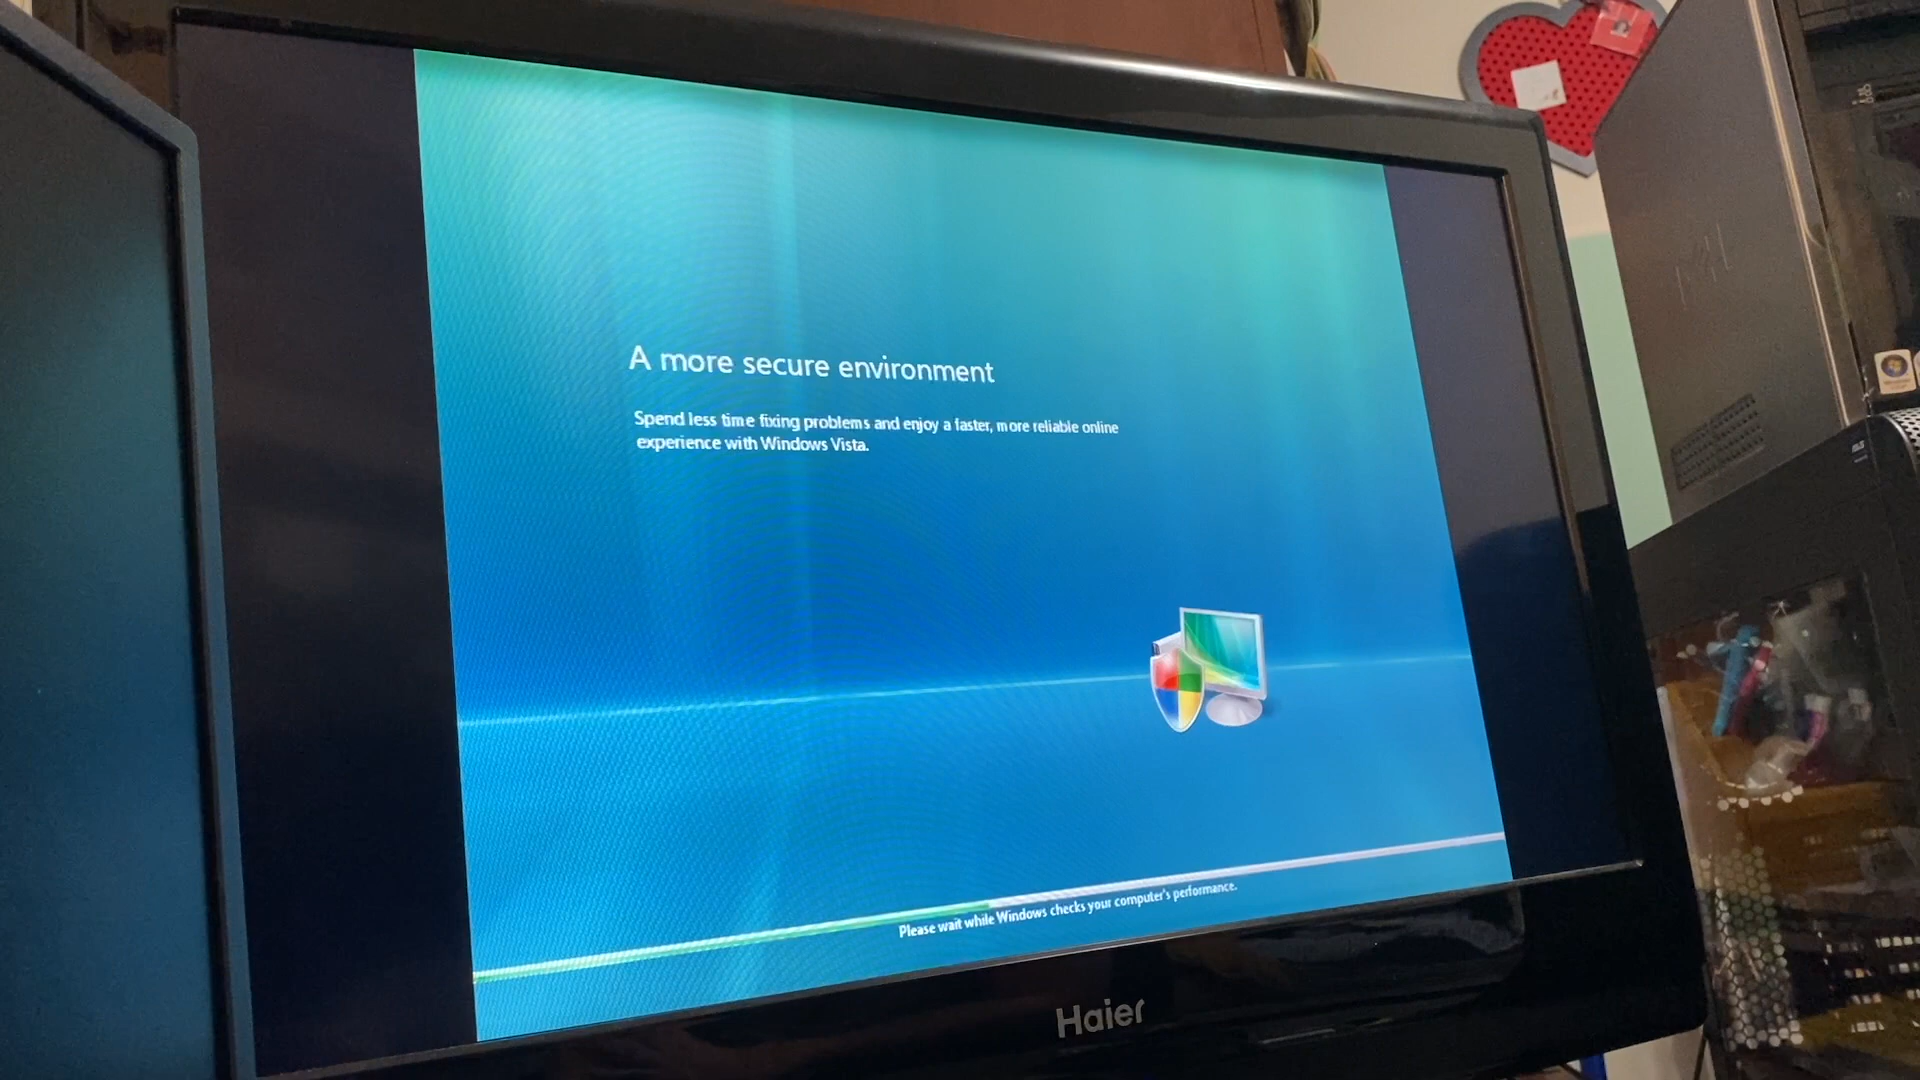 A more secure environment
Spend less time fixing problems and enjoy a faster, more reliable online
experience with Windows Vista.
Please wait while Windows checks your computer's performance.
Haier